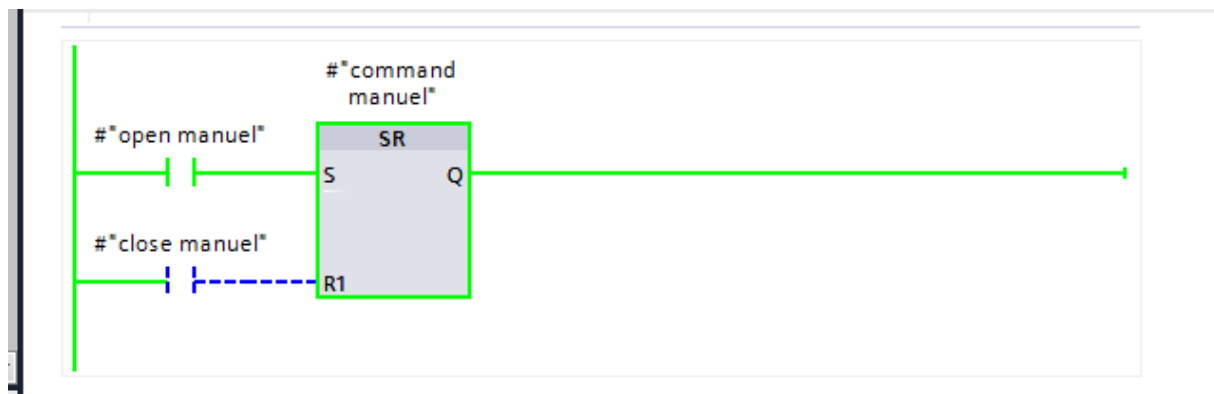 #"command
manuel"
#"open manuel"
SR
S Q
#"close manuel"
R1